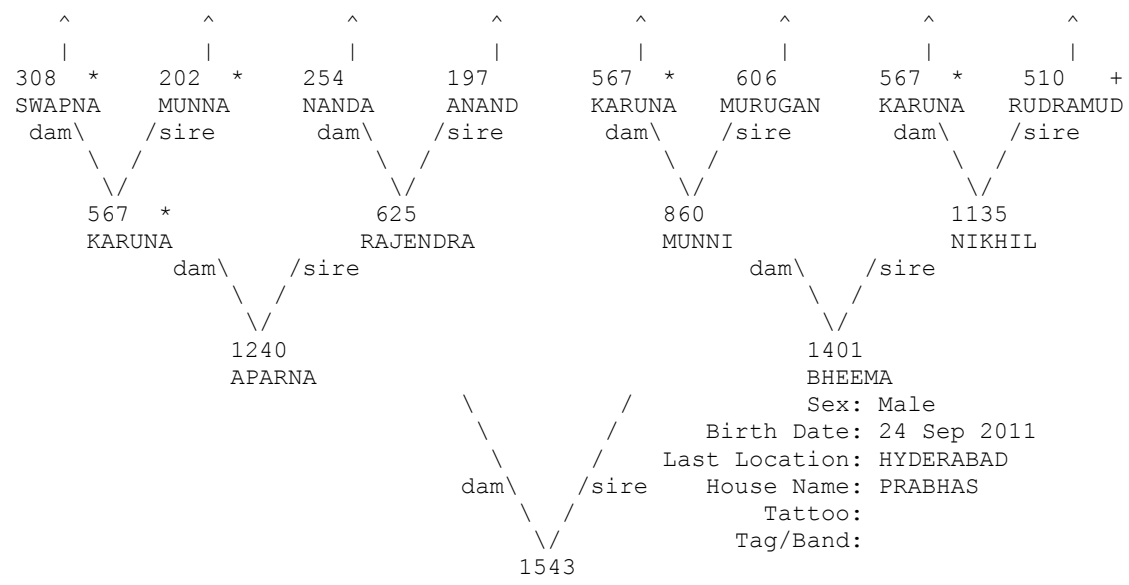 ^ ^ ^ ^ ^ ^ ^ ^
| | | | | | | |
308 * 202 * 254 197 567 * 606 567 * 510 +
SWAPNA MUNNA NANDA ANAND KARUNA MURUGAN KARUNA RUDRAMUD
dam\ /sire dam\ /sire dam\ /sire dam\ /sire
\ / \ / \ / \ /
\/ \/ \/ \/
567 * 625 860 1135
KARUNA RAJENDRA MUNNI NIKHIL
dam\ /sire dam\ /sire
\ / \ /
\/ \/
1240 1401
APARNA BHEEMA
\ / Sex: Male
\ / Birth Date: 24 Sep 2011
\ / Last Location: HYDERABAD
dam\ /sire House Name: PRABHAS
\ / Tattoo:
\/ Tag/Band:
1543